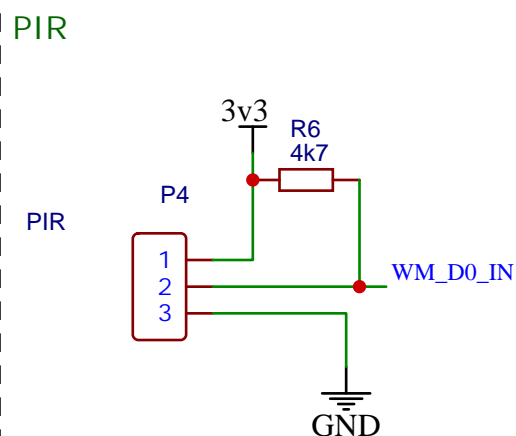 PIR
3v3
R6
4k7
P4
PIR
1
2
3
WM_D0_IN
GND